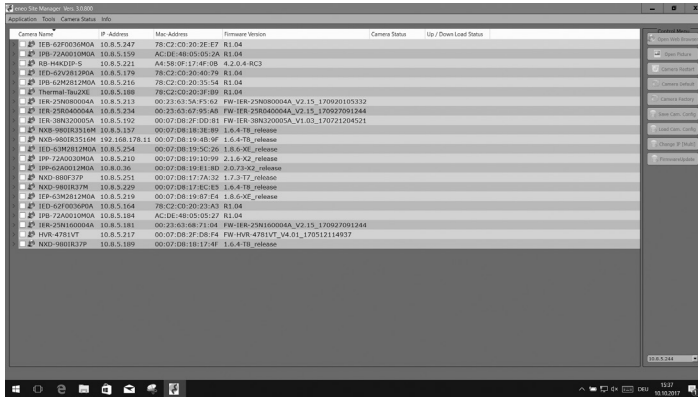 eneo Site Manager Vers. 3.0.800
Application Tools Camera Status Info
Camera Name IP -Address Mac-Address Firmware Version Camera Status Up / Down.Load Status
IEB-62F0036M0A 10.8.5.247 78:C2:C0:20:2E:E7 R1.04
IPB-72A0010M0A 10.8.5.159 AC:DE:48:05:05:2A R1.04
RB-H4KDIP-S 10.8.5.221 A4:58:0F:17:4F:0B 4.2.0.4-RC3
IED-62V2812P0A 10.8.5.179 78:C2:C0:20:40:79 R1.04
IPB-62M2812M0A 10.8.5.216 78:C2:C0:20:35:54 R1.04
Thermal-Tau2XE 10.8.5.188 78:C2:C0:20:3F:B9 R1.04
IER-25N080004A 10.8.5.213 00:23:63:5A:F5:62 FW-IER-25N080004A_V2.15_170920105332
IER-25R040004A 10.8.5.234 00:23:63:67:95:A8 FW-IER-25R040004A_V2.15_170927091244
IER-38N320005A 10.8.5.192 00:07:D8:2F:DD:81 FW-IER-38N320005A_V1.03_170721204521
NXB-980IR3516M 10.8.5.157 00:07:D8:18:3E:89 1.6.4-T8_release
NXB-980IR3516M 192.168.178.11 00:07:D8:19:4B:9F 1.6.4-T8_release
IED-63M2812M0A 10.8.5.254 00:07:D8:19:5C:26 1.8.6-XE_release
IPP-72A0030M0A 10.8.5.210 00:07:D8:19:10:99 2.1.6-X2_release
IPP-62A0012M0A 10.8.0.36 00:07:D8:19:E1:8D 2.0.73-X2_release
NXD-880F37P 10.8.5.251 00:07:D8:17:7A:32 1.7.3-T7_release
NXD-980IR37M 10.8.5.229 00:07:D8:17:EC:E5 1.6.4-T8_release
IEP-63M2812M0A 10.8.5.219 00:07:D8:19:87:E4 1.8.6-XE_release
IED-62F0036P0A 10.8.5.164 78:C2:C0:20:23:A3 R1.04
IPB-72A0010M0A 10.8.5.184 AC:DE:48:05:05:27 R1.04
IER-25N160004A 10.8.5.181 00:23:63:68:71:04 FW-IER-25N160004A_V2.15_170927091244
HVR-4781VT 10.8.5.217 00:07:D8:2F:D8:F4 FW-HVR-4781VT_V4.01_170512114937
NXD-980IR37P 10.8.5.189 00:07:D8:18:17:4F 1.6.4-T8_release
Control Menu
Open Web Browser
Open Picture
Camera Restart
Camera Default
Camera Factory
Save Cam. Config
Load Cam. Config
Change IP (Multi)
Firmwareupdate
10.8.5.244
DEU
15:37
10.10.2017